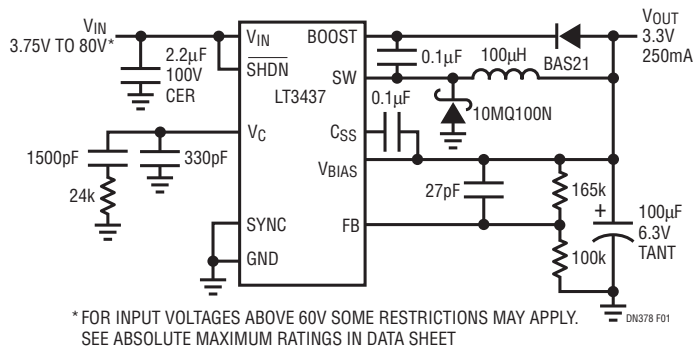 VIN
3.75V TO 80V*
2.2µF
100V
CER
VIN
SHDN
LT3437
BOOST
SW
0.1µF
100µH
BAS21
VOUT
3.3V
250mA
10MQ100N
0.1µF
CSS
VC
1500pF
330pF
24k
VBIAS
27pF
165k
SYNC
GND
FB
100k
+
100µF
6.3V
TANT
DN378 F01
* FOR INPUT VOLTAGES ABOVE 60V SOME RESTRICTIONS MAY APPLY.
SEE ABSOLUTE MAXIMUM RATINGS IN DATA SHEET